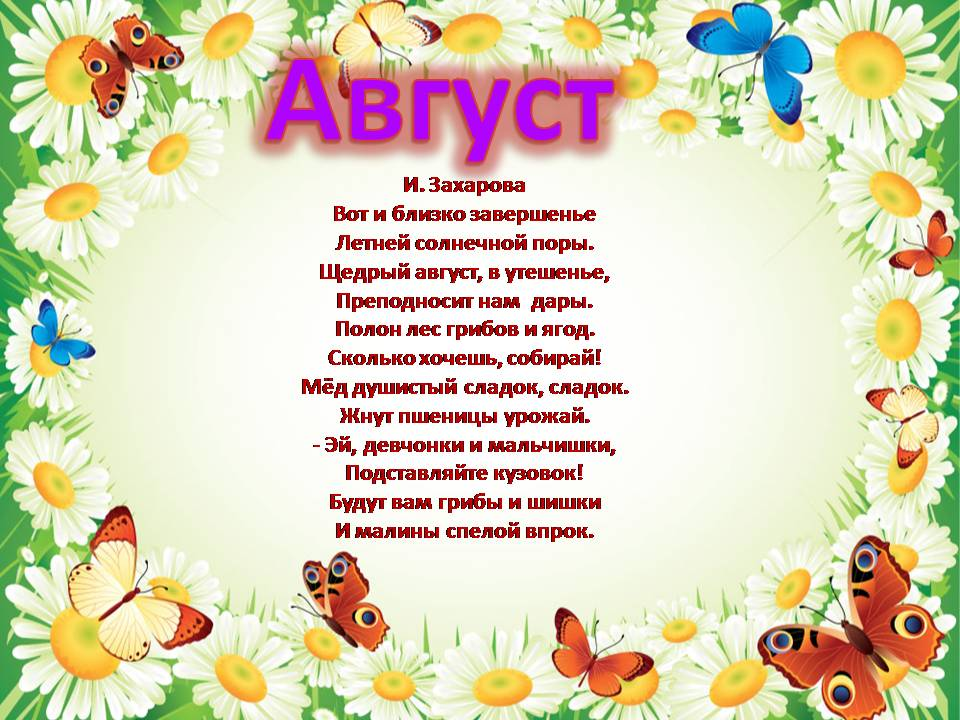 Август
И. Захарова
Вот и близко завершенье
Летней солнечной поры.
Щедрый август, в утешенье,
Преподносит нам  дары.
Полон лес грибов и ягод.
Сколько хочешь, собирай!
Мёд душистый сладок, сладок.
Жнут пшеницы урожай.
- Эй, девчонки и мальчишки,
Подставляйте кузовок!
Будут вам грибы и шишки
И малины спелой впрок.